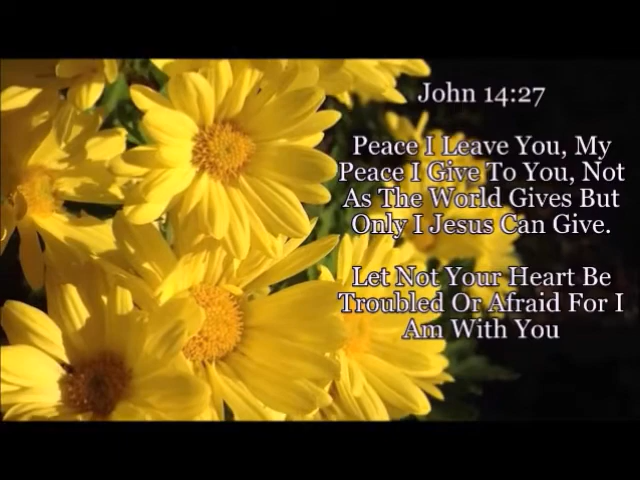 John 14:27
Peace I Leave You, My
Peace I Give To You, Not
As The World Gives But
Only I Jesus Can Give.
Let Not Your Heart Be
Troubled Or Afraid For I
Am With You